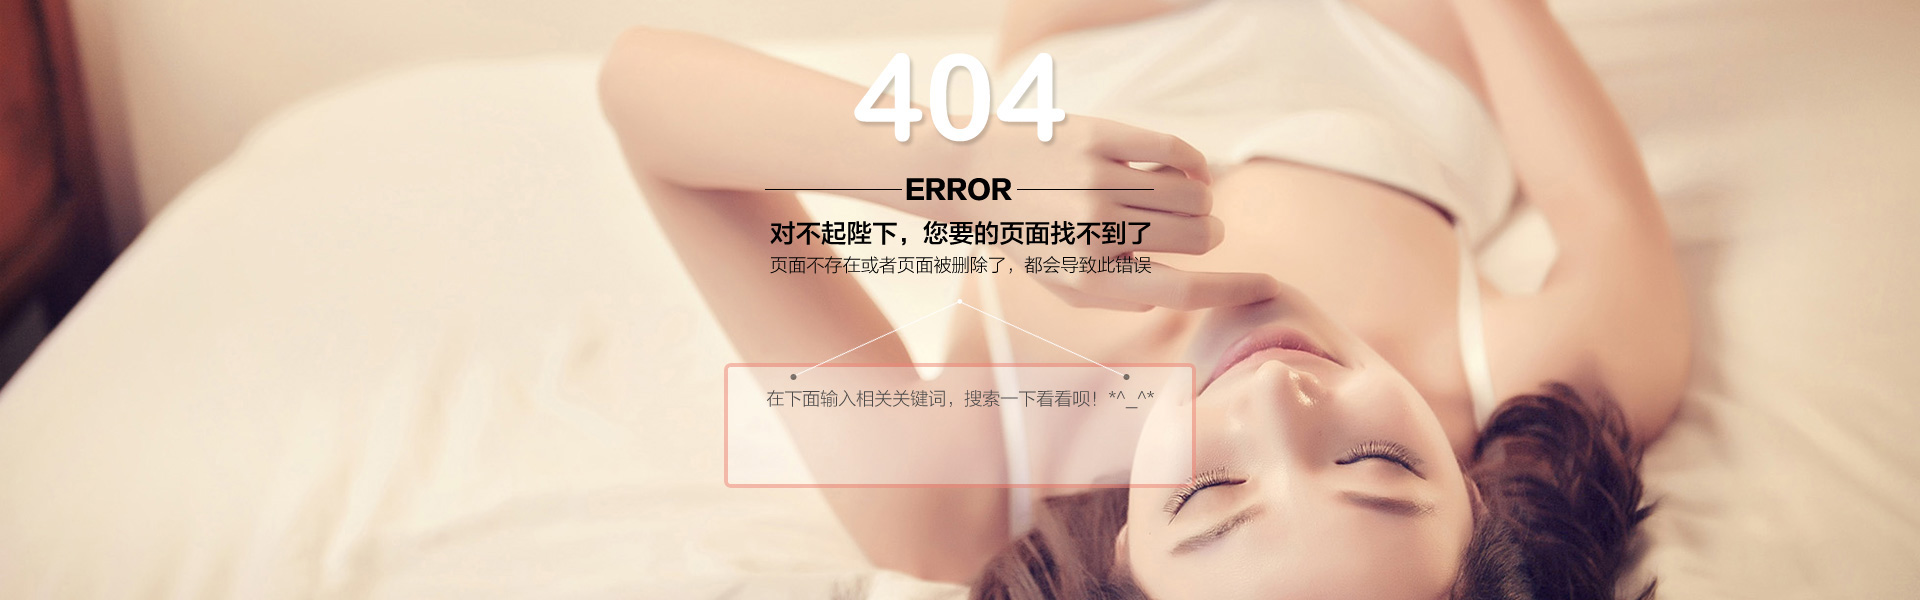 404
ERROR
对不起陛下，您要的页面找不到了
页面不存在或者页面被删除了，都会导致此错误
在下面输入相关关键词，搜索一下看看呗！*^_^*